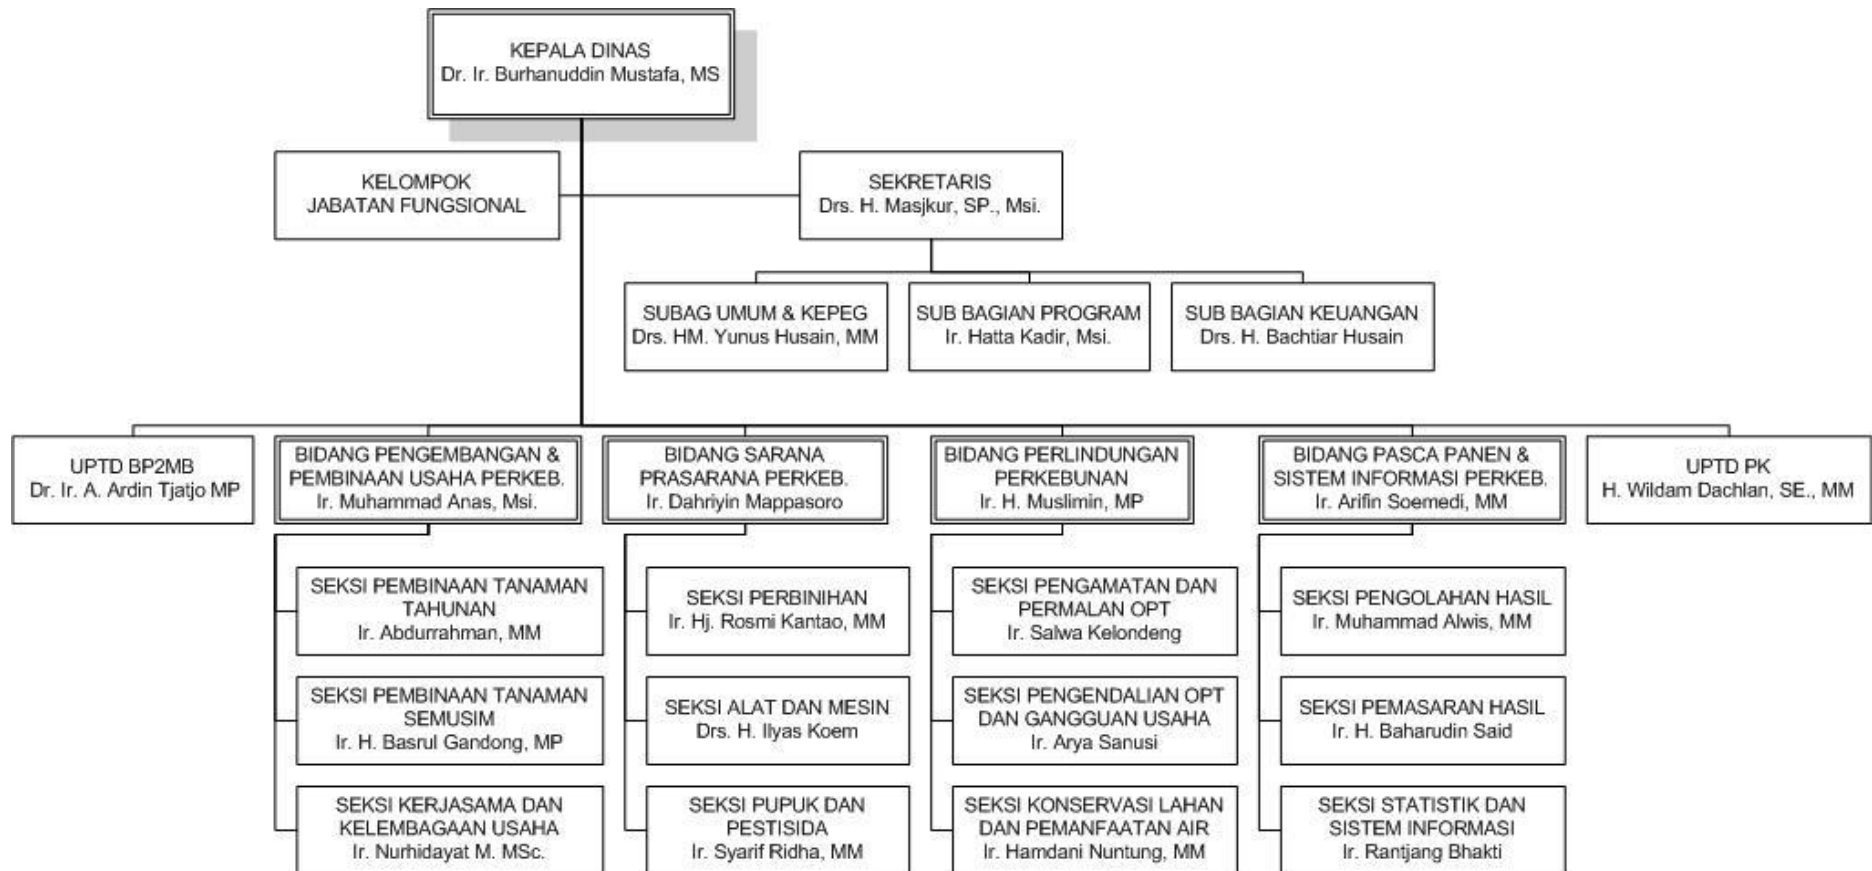 KEPALA DINAS
Dr. Ir. Burhanuddin Mustafa, MS
KELOMPOK
JABATAN FUNGSIONAL
SEKRETARIS
Drs. H. Masjkur, SP., Msi.
SUBAG UMUM & KEPEG
Drs. HM. Yunus Husain, MM
SUB BAGIAN PROGRAM
Ir. Hatta Kadir, Msi.
SUB BAGIAN KEUANGAN
Drs. H. Bachtiar Husain
UPTD BP2MB
Dr. Ir. A. Ardin Tjatjo MP
BIDANG PENGEMBANGAN &
PEMBINAAN USAHA PERKEB.
Ir. Muhammad Anas, Msi.
BIDANG SARANA
PRASARANA PERKEB.
Ir. Dahriyin Mappasoro
BIDANG PERLINDUNGAN
PERKEBUNAN
Ir. H. Muslimin, MP
BIDANG PASCA PANEN &
SISTEM INFORMASI PERKEB.
Ir. Arifin Soemedi, MM
UPTD PK
H. Wildam Dachlan, SE., MM
SEKSI PEMBINAAN TANAMAN
TAHUNAN
Ir. Abdurrahman, MM
SEKSI PERBINIHAN
Ir. Hj. Rosmi Kantao, MM
SEKSI PENGAMATAN DAN
PERMALAN OPT
Ir. Salwa Kelondeng
SEKSI PENGOLAHAN HASIL
Ir. Muhammad Alwis, MM
SEKSI PEMBINAAN TANAMAN
SEMUSIM
Ir. H. Basrul Gandong, MP
SEKSI ALAT DAN MESIN
Drs. H. Ilyas Koem
SEKSI PENGENDALIAN OPT
DAN GANGGUAN USAHA
Ir. Arya Sanusi
SEKSI PEMASARAN HASIL
Ir. H. Baharudin Said
SEKSI KERJASAMA DAN
KELEMBAGAAN USAHA
Ir. Nurhidayat M. MSc.
SEKSI PUPUK DAN
PESTISIDA
Ir. Syarif Ridha, MM
SEKSI KONSERVASI LAHAN
DAN PEMANFAATAN AIR
Ir. Hamdani Nuntung, MM
SEKSI STATISTIK DAN
SISTEM INFORMASI
Ir. Rantjang Bhakti